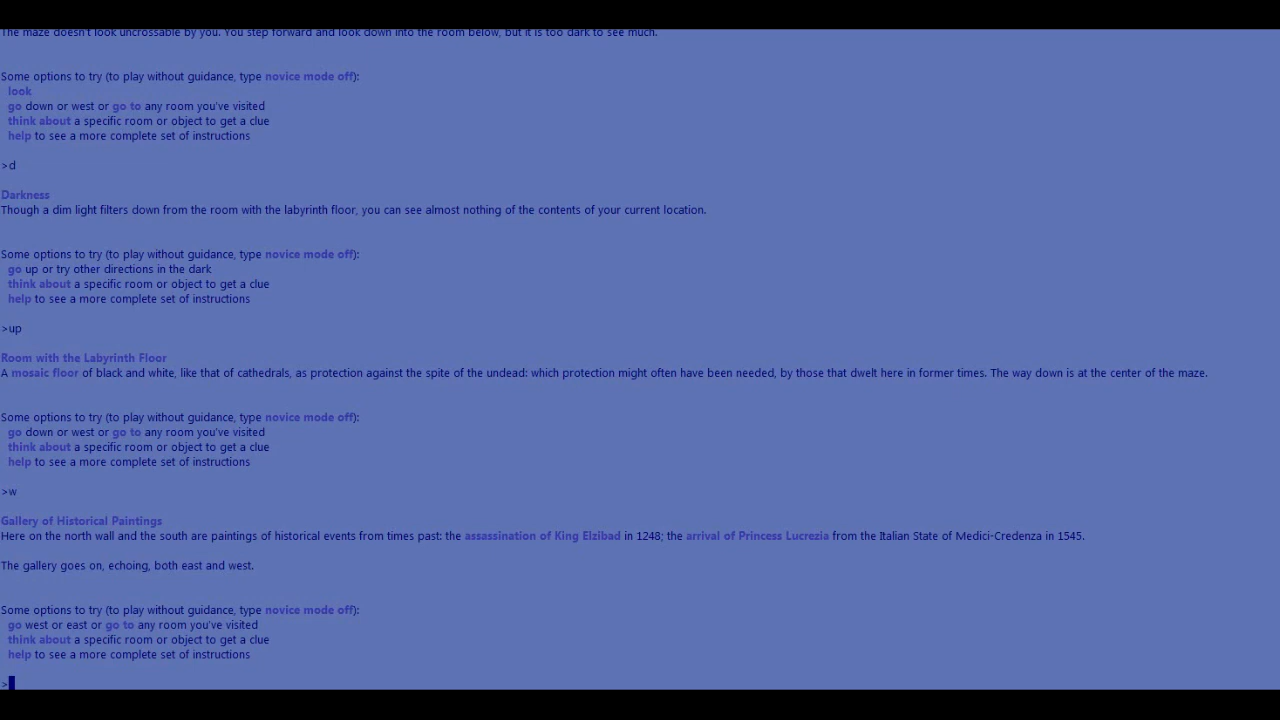 The maze doesn't look uncrossable by you. You step forward and look down into the room below, but it is too dark to see much.
Some options to try (to play without guidance, type novice mode off):
look
go down or west or go to any room you've visited
think about a specific room or object to get a clue
help to see a more complete set of instructions
>d
Darkness
Though a dim light filters down from the room with the labyrinth floor, you can see almost nothing of the contents of your current location.
Some options to try (to play without guidance, type novice mode off):
go up or try other directions in the dark
think about a specific room or object to get a clue
help to see a more complete set of instructions
>up
Room with the Labyrinth Floor
A mosaic floor of black and white, like that of cathedrals, as protection against the spite of the undead: which protection might often have been needed, by those that dwelt here in former times. The way down is at the center of the maze.
Some options to try (to play without guidance, type novice mode off):
go down or west or go to any room you've visited
think about a specific room or object to get a clue
help to see a more complete set of instructions
>w
Gallery of Historical Paintings
Here on the north wall and the south are paintings of historical events from times past: the assassination of King Elzibad in 1248; the arrival of Princess Lucrezia from the Italian State of Medici-Credenza in 1545.
The gallery goes on, echoing, both east and west.
Some options to try (to play without guidance, type novice mode off):
go west or east or go to any room you've visited
think about a specific room or object to get a clue
help to see a more complete set of instructions
>